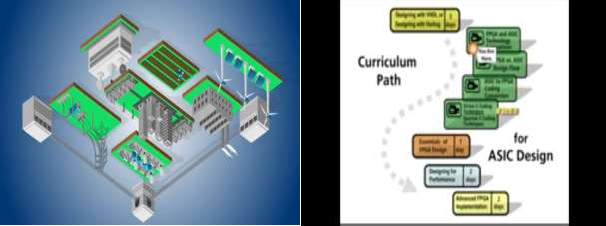 Designing with VHDL or
Designing with Verilog
3
days
FPGA and ASIC
Technology
You Are
Here
FPGA vs. ASIC
Design Flow
Curriculum
Path
ASIC to FPGA
Coding
Conversion
Coding
Techniques
for
ASIC Design
Essentials of
FPGA Design
1
day
Designing for
Performance
2
days
Advanced FPGA
Implementation
2
days